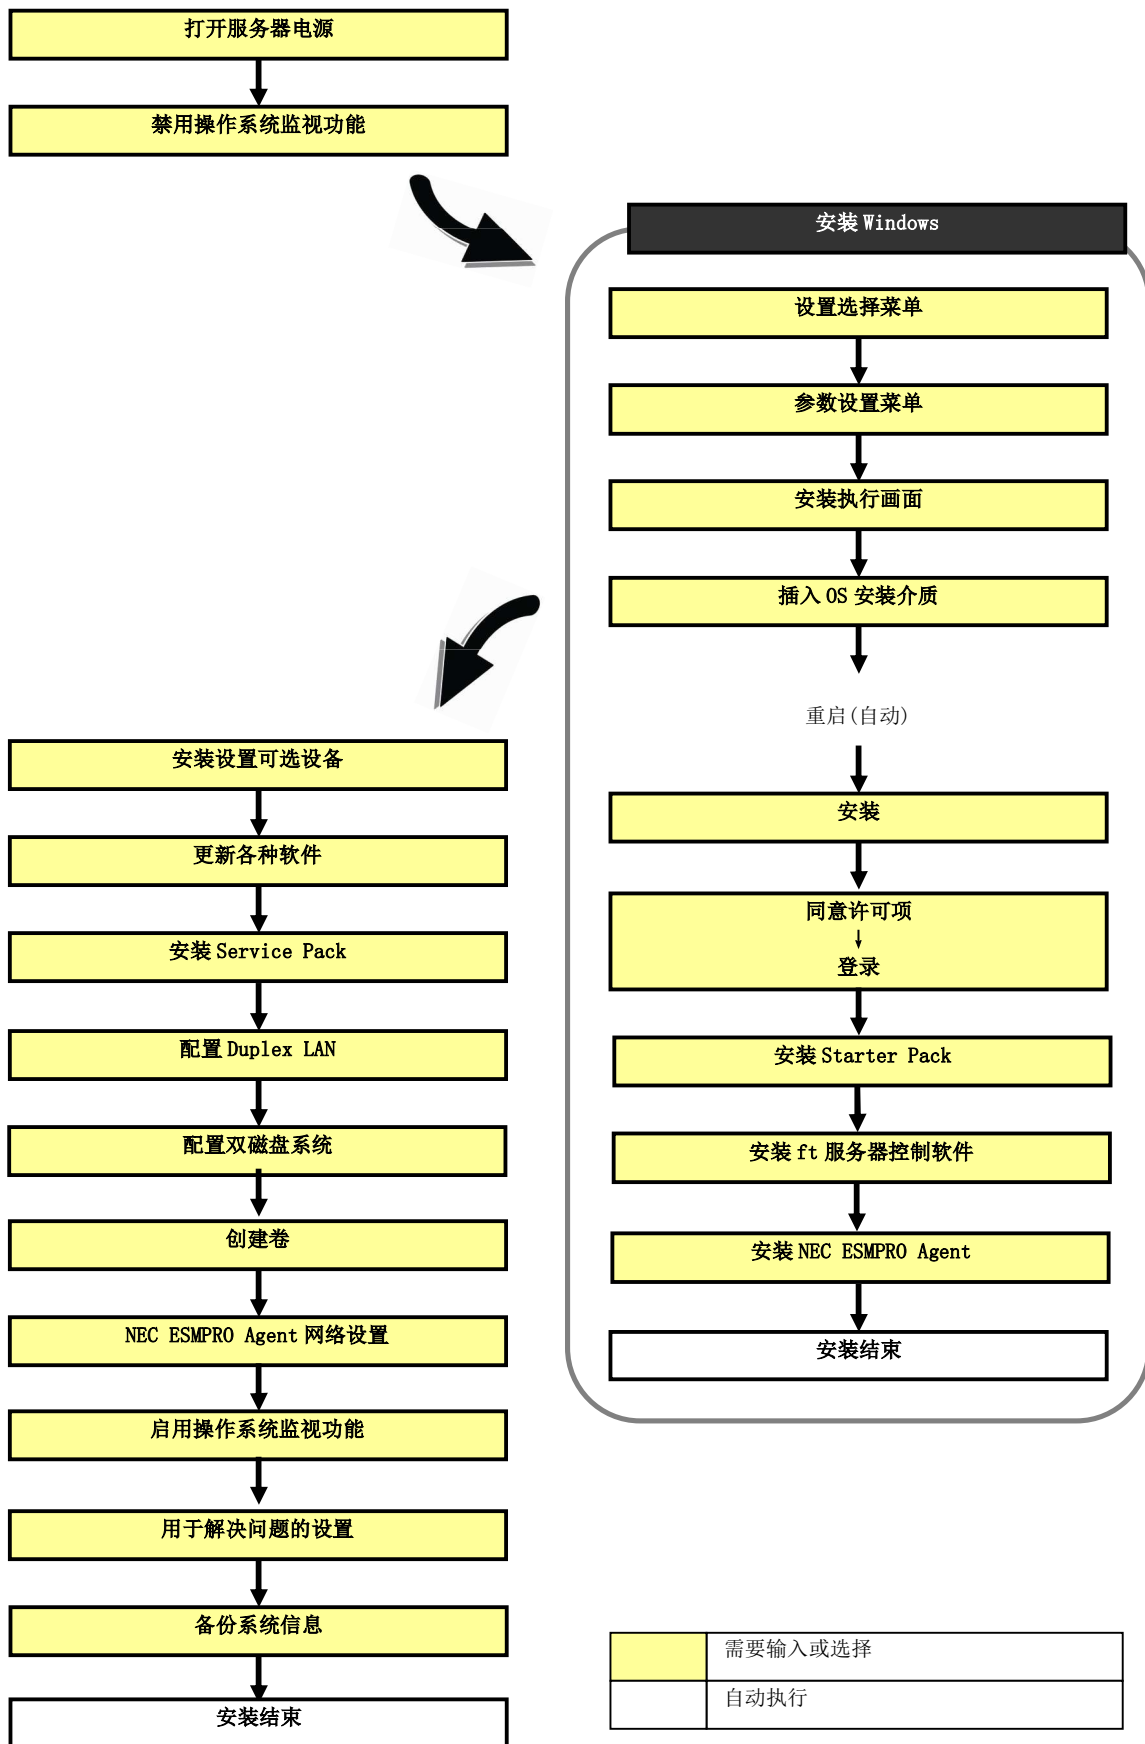 打开服务器电源
禁用操作系统监视功能
安装 Windows
设置选择菜单
参数设置菜单
安装执行画面
插入 OS 安装介质
重启(自动)
安装
同意许可项
↓
登录
安装 Starter Pack
安装 ft 服务器控制软件
安装 NEC ESMPRO Agent
安装结束
安装设置可选设备
更新各种软件
安装 Service Pack
配置 Duplex LAN
配置双磁盘系统
创建卷
NEC ESMPRO Agent 网络设置
启用操作系统监视功能
用于解决问题的设置
备份系统信息
安装结束
需要输入或选择
自动执行